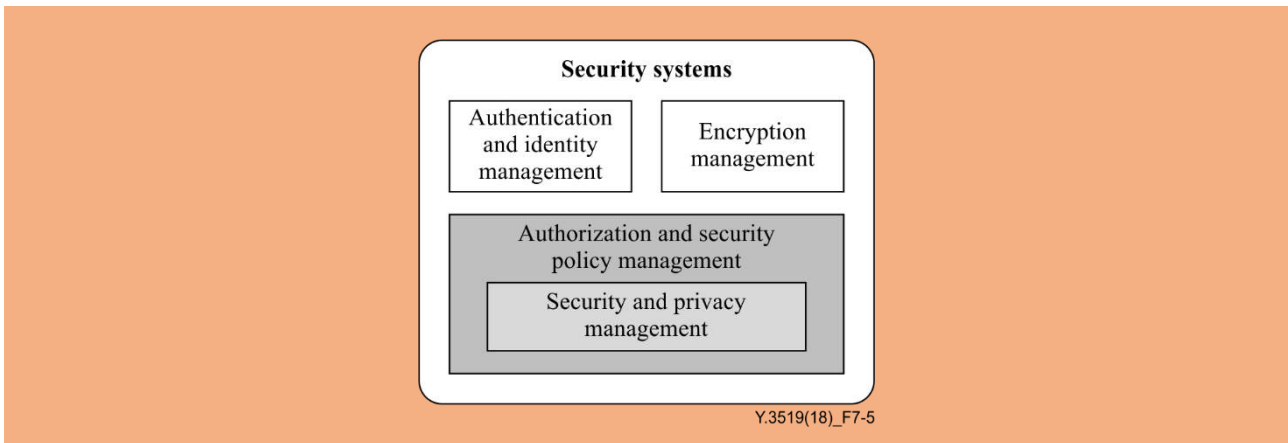 Security systems
Authentication
and identity
management
Encryption
management
Authorization and security
policy management
Security and privacy
management
Y.3519(18)_F7-5